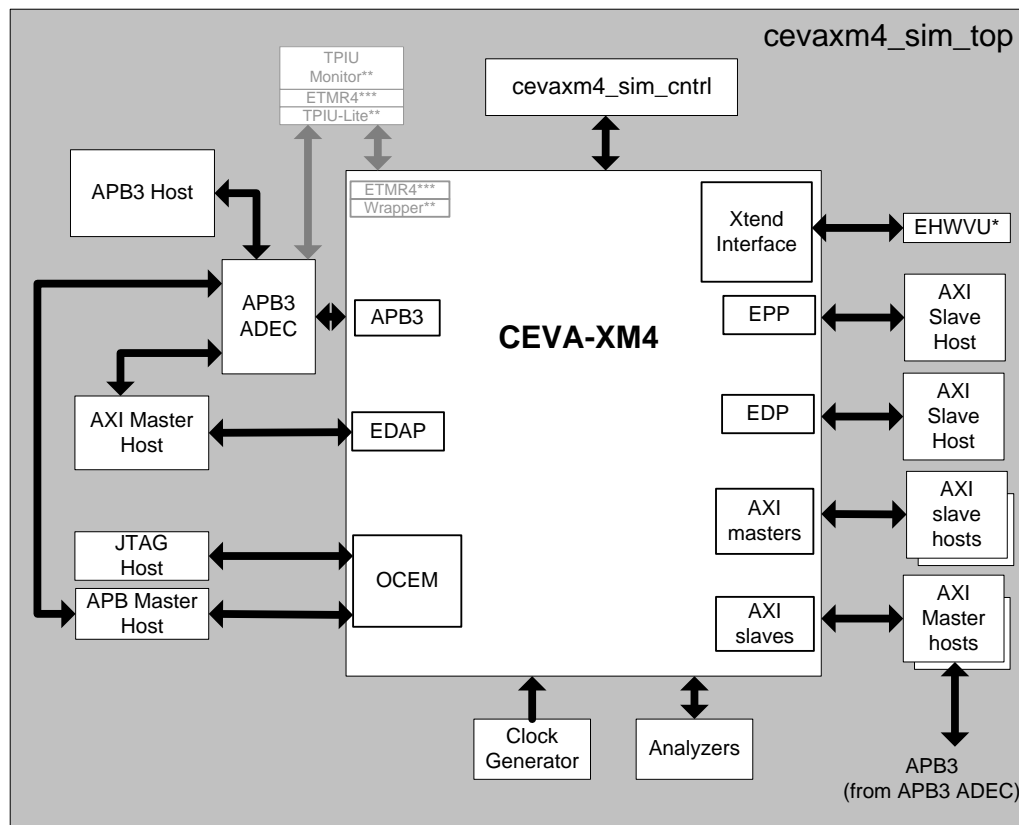 cevaxm4_sim_top
TPIU
Monitor**
ETMR4***
TPIU-Lite**
cevaxm4_sim_cntrl
APB3 Host
ETMR4***
Wrapper**
Xtend
Interface
EHWVU*
APB3
ADEC
APB3
CEVA-XM4
EPP
AXI
Slave
Host
AXI Master
Host
EDAP
EDP
AXI
Slave
Host
JTAG
Host
APB Master
Host
OCEM
AXI
masters
AXI
slave
hosts
AXI
slaves
AXI
Master
hosts
Clock
Generator
Analyzers
APB3
(from APB3 ADEC)